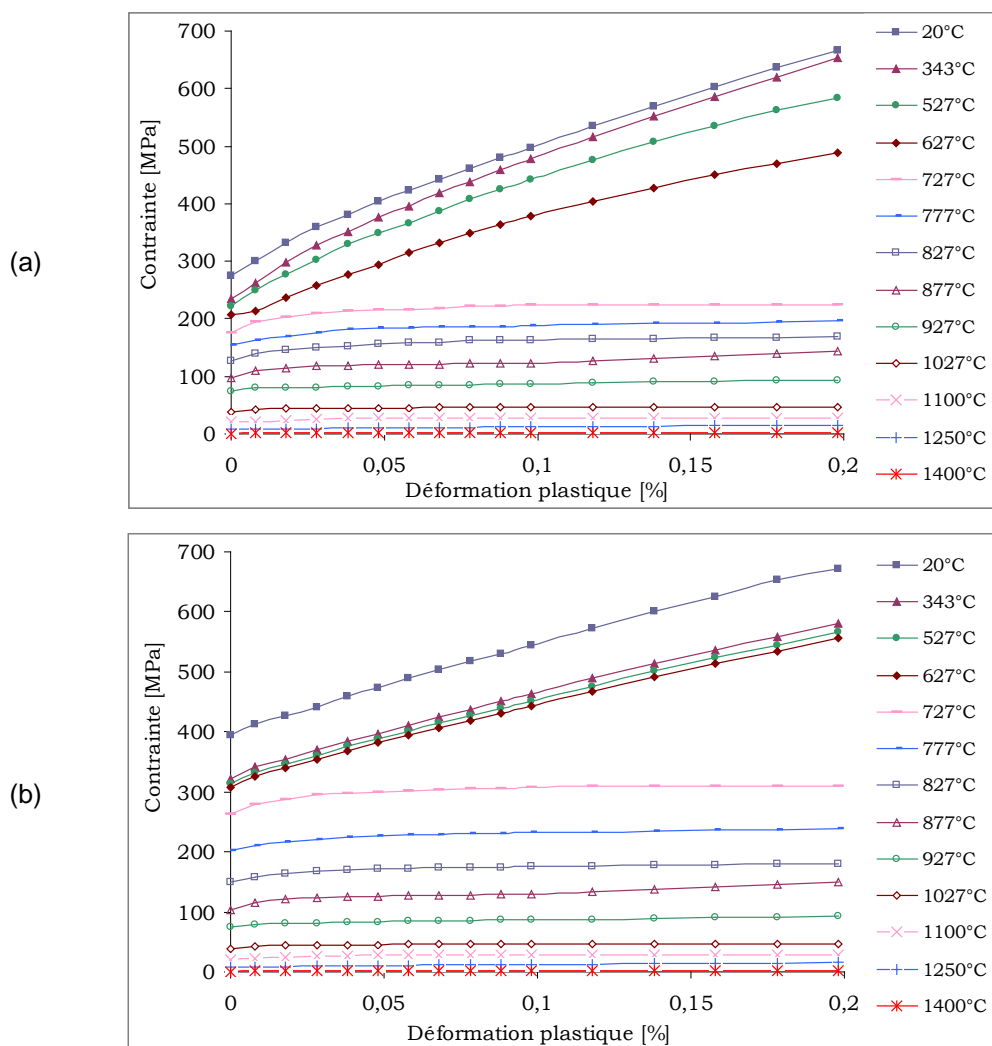 (a)
Contrainte [MPa]
700
600
500
400
300
200
100
0
0
0,05
0,1
0,15
0,2
Déformation plastique [%]
20°C
343°C
527°C
627°C
727°C
777°C
827°C
877°C
927°C
1027°C
1100°C
1250°C
1400°C
(b)
Contrainte [MPa]
700
600
500
400
300
200
100
0
0
0,05
0,1
0,15
0,2
Déformation plastique [%]
20°C
343°C
527°C
627°C
727°C
777°C
827°C
877°C
927°C
1027°C
1100°C
1250°C
1400°C